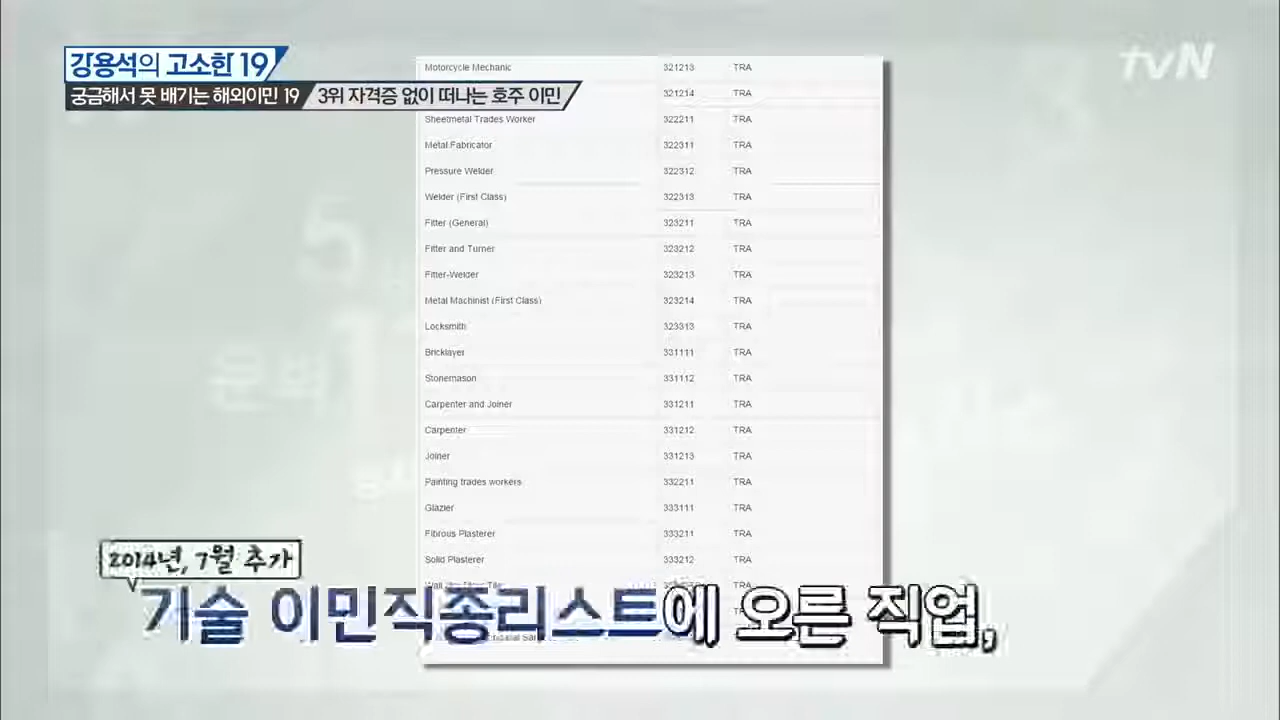 강용석의 고소한 19
tvN
궁금해서 못 배기는 해외이민 19
3위 자격증 없이 떠나는 호주 이민
Motorcycle Mechanic 321213 TRA
321214 TRA
Sheetmetal Trades Worker 322211 TRA
Metal Fabricator 322311 TRA
Pressure Welder 322312 TRA
Welder (First Class) 322313 TRA
Fitter (General) 323211 TRA
Fitter and Turner 323212 TRA
Fitter-Welder 323213 TRA
Metal Machinist (First Class) 323214 TRA
Locksmith 323313 TRA
Bricklayer 331111 TRA
Stonemason 331112 TRA
Carpenter and Joiner 331211 TRA
Carpenter 331212 TRA
Joiner 331213 TRA
Painting trades workers 332211 TRA
Glazier 333111 TRA
Fibrous Plasterer 333211 TRA
Solid Plasterer 333212 TRA
TRA
2014년, 7월 추가
기술 이민직종리스트에 오른 직업,